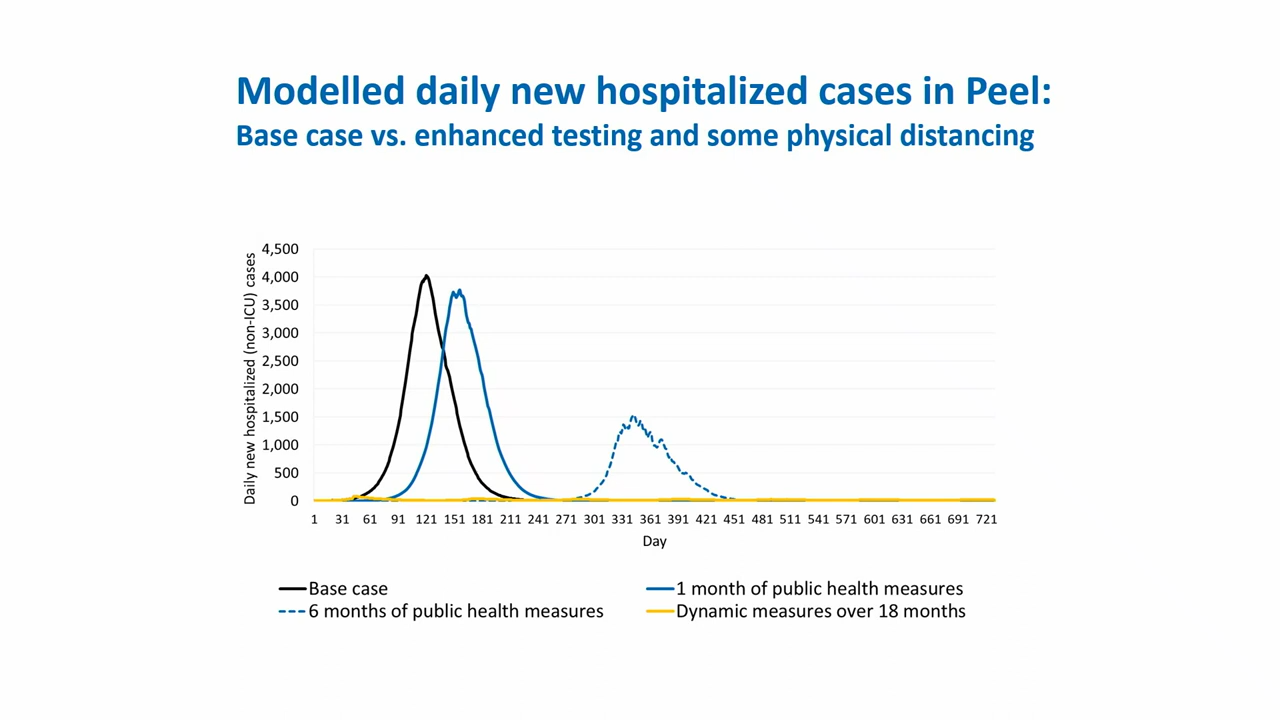 Modelled daily new hospitalized cases in Peel:
Base case vs. enhanced testing and some physical distancing
Daily new hospitalized (non-ICU) cases
4,500
4,000
3,500
3,000
2,500
2,000
1,500
1,000
500
0
1 31 61 91 121 151 181 211 241 271 301 331 361 391 421 451 481 511 541 571 601 631 661 691 721
Day
Base case
1 month of public health measures
6 months of public health measures
Dynamic measures over 18 months